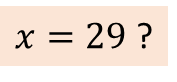 x = 29 ?